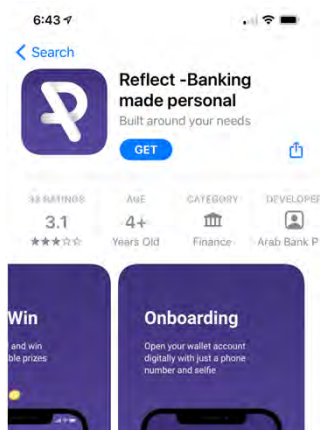 6:43
Search
Reflect -Banking
made personal
Built around your needs
GET
RATINGS
AGE
CATEGORY
DEVELOPER
3.1
4+
Years Old
Finance
Arab Bank P
Win
and win
ble prizes
Onboarding
Open your wallet account
digitally with just a phone
number and selfie